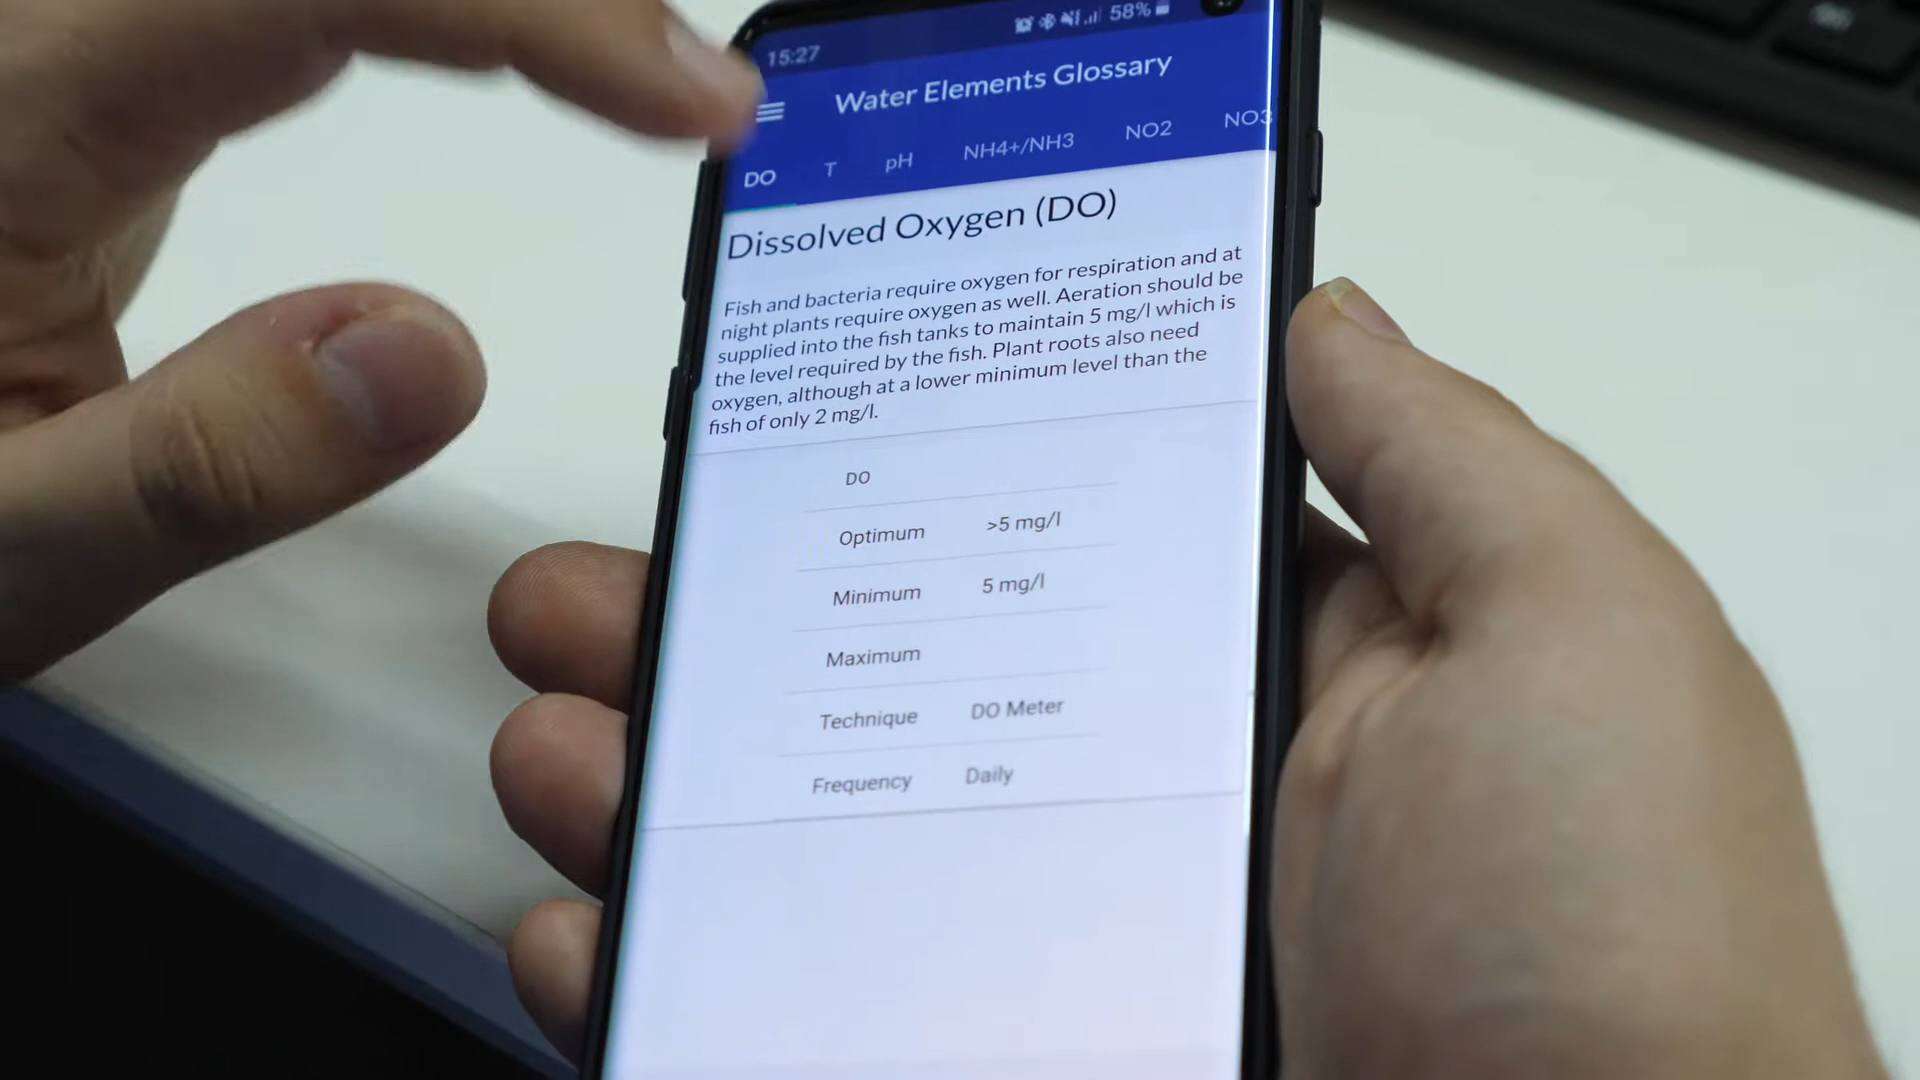 15:27 58%
Water Elements Glossary
DO T pH NH4+/NH3 NO2 NO3
Dissolved Oxygen (DO)
Fish and bacteria require oxygen for respiration and at
night plants require oxygen as well. Aeration should be
supplied into the fish tanks to maintain 5 mg/l which is
the level required by the fish. Plant roots also need
oxygen, although at a lower minimum level than the
fish of only 2 mg/l.
DO
Optimum >5 mg/l
Minimum 5 mg/l
Maximum
Technique DO Meter
Frequency Daily